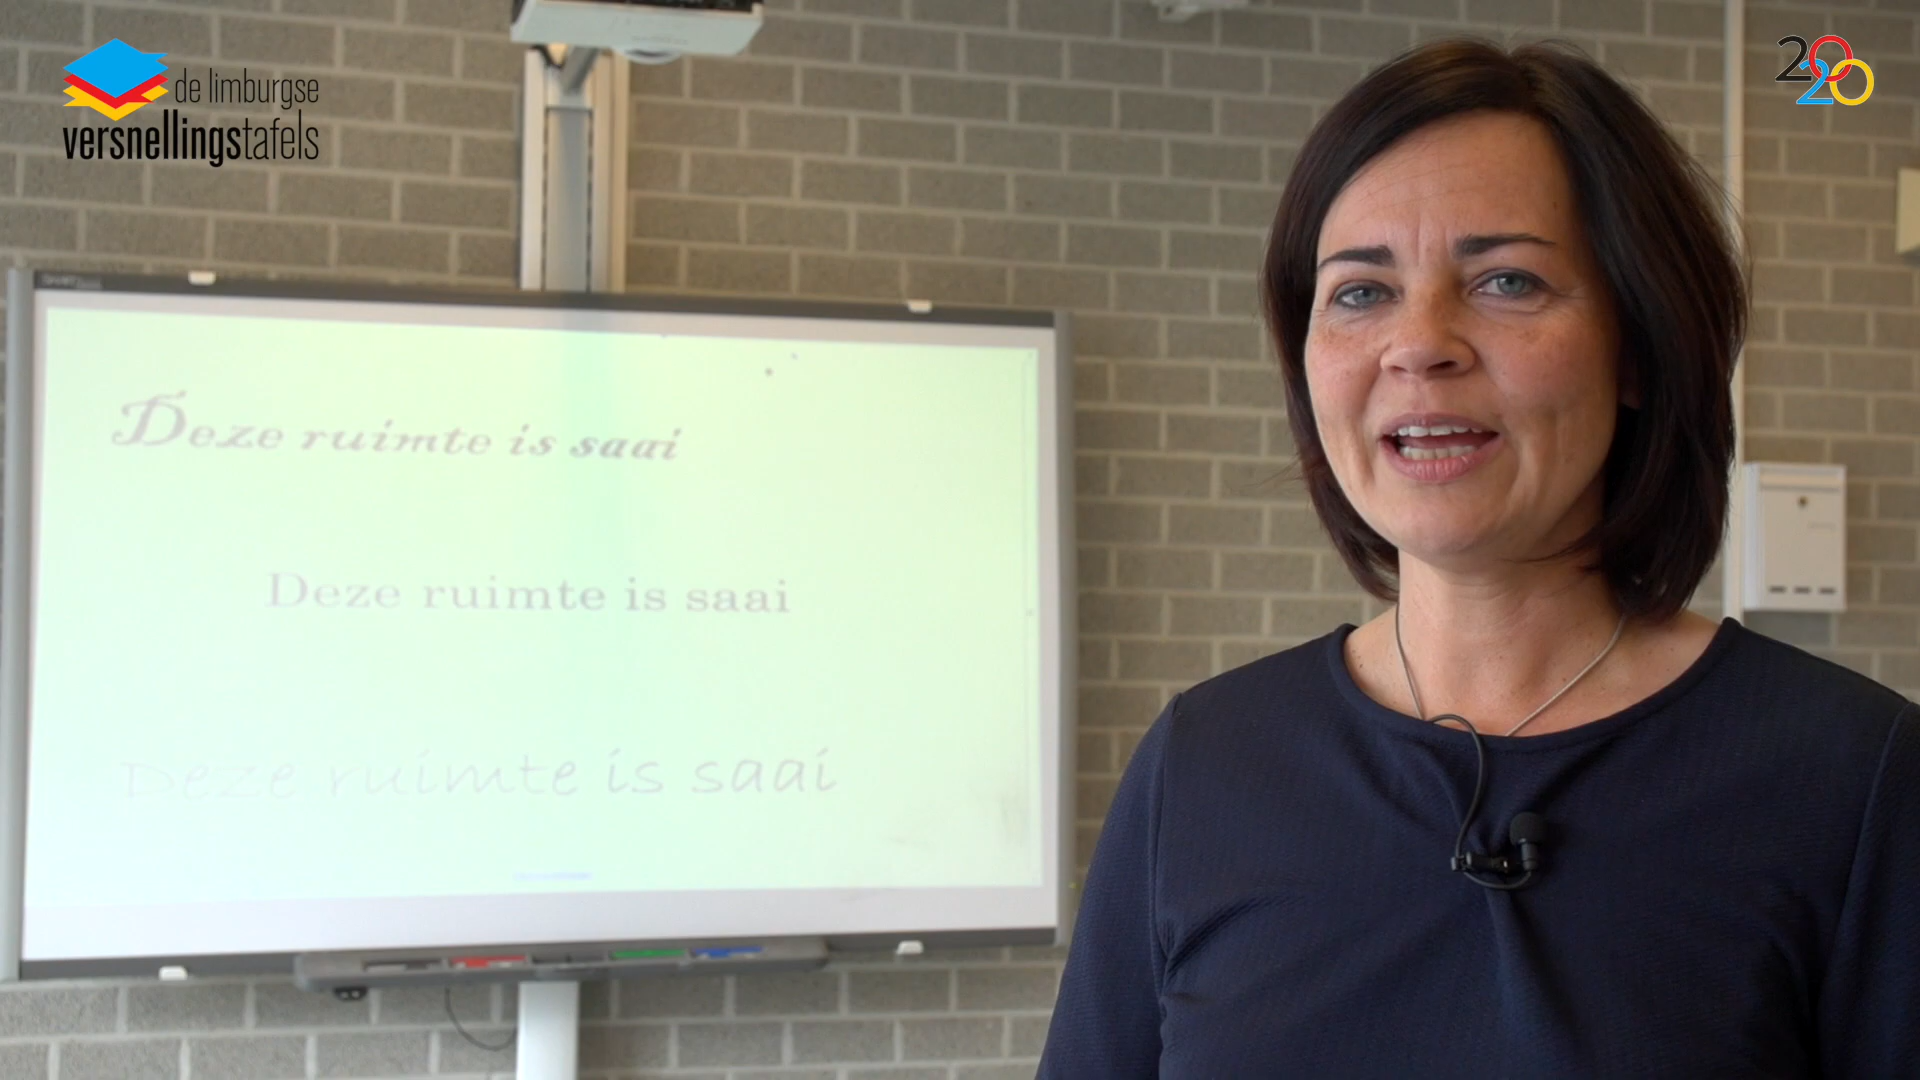 de limburgse
versnellingstafels
2020
Deze ruimte is saai
Deze ruimte is saai
Deze ruimte is saai